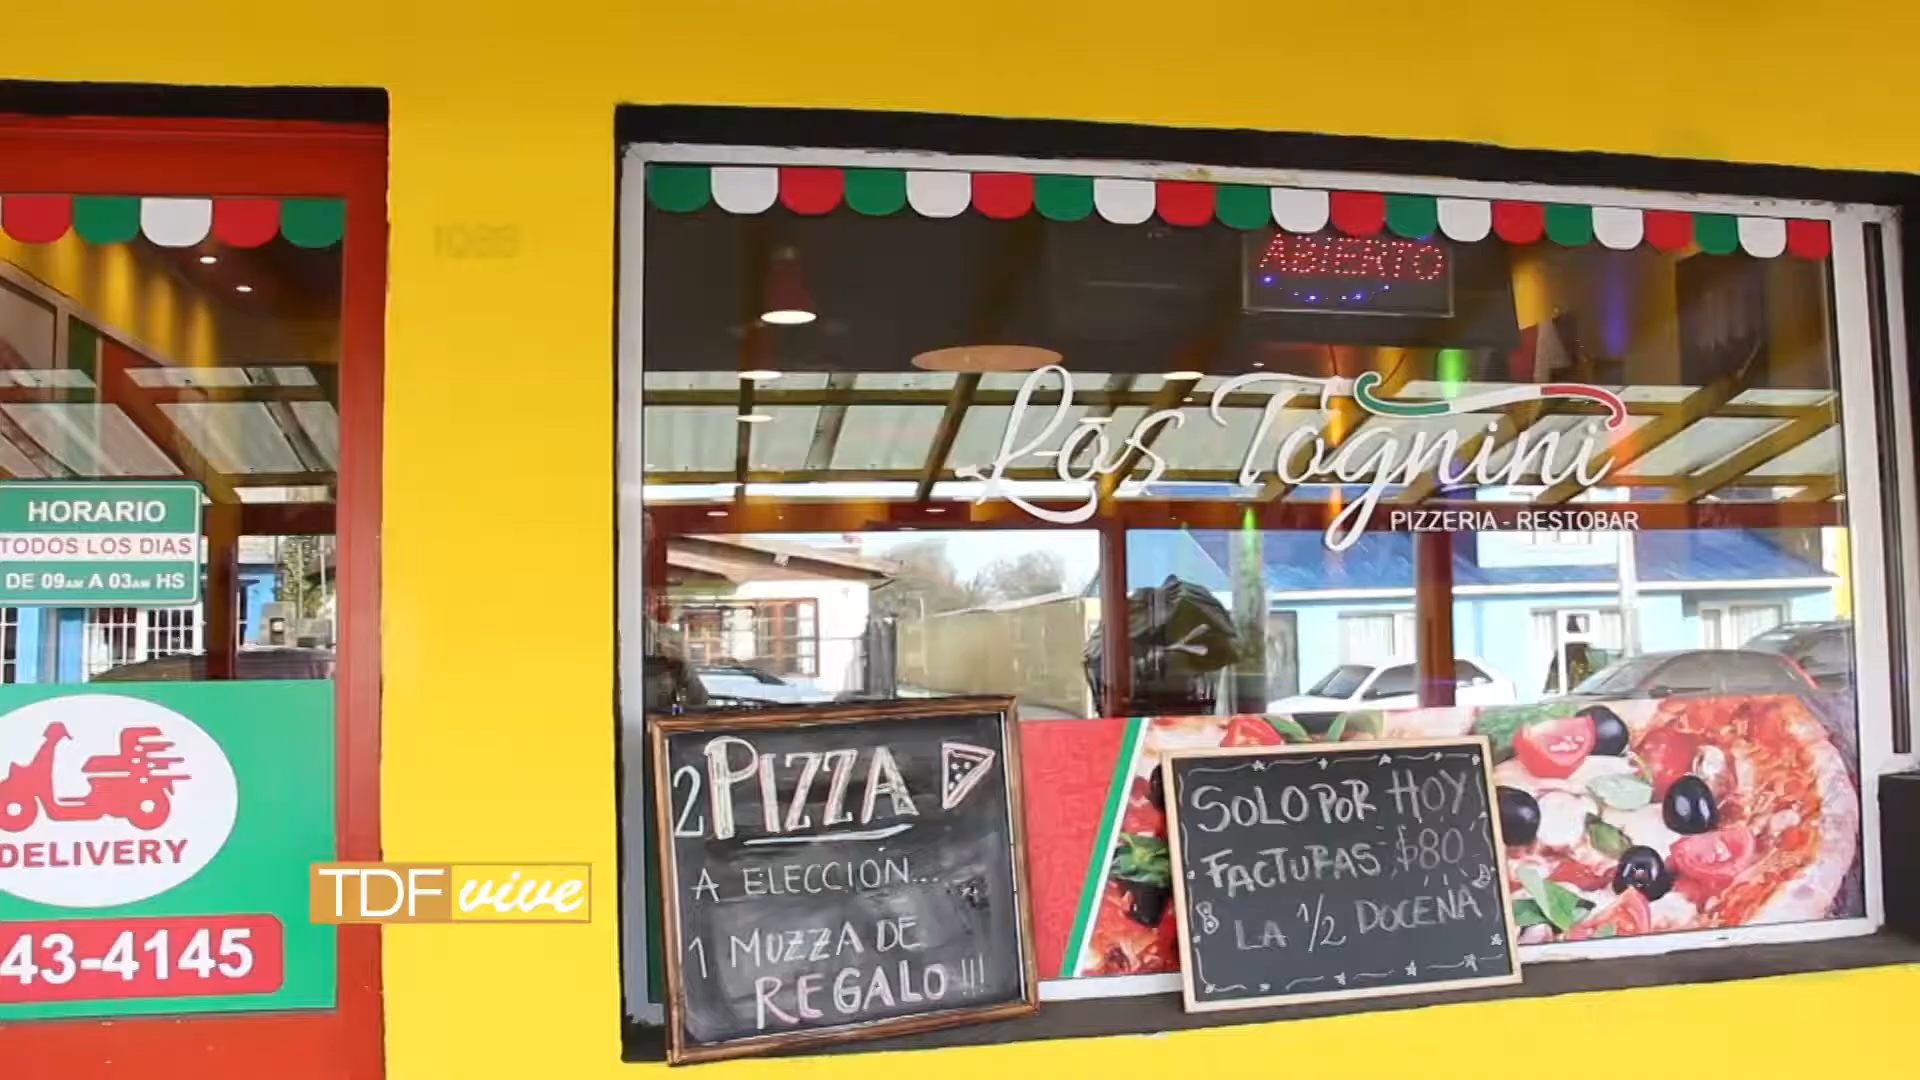 HORARIO
TODOS LOS DIAS
DE 09AM A 03AM HS
DELIVERY
43-4145
1086
ABIERTO
Los Tognini
PIZZERIA - RESTOBAR
2 PIZZA
A ELECCIÓN...
1 MUZZA DE
REGALO!!!
SOLO POR HOY
FACTURAS $80
LA 1/2 DOCENA
TDF vive